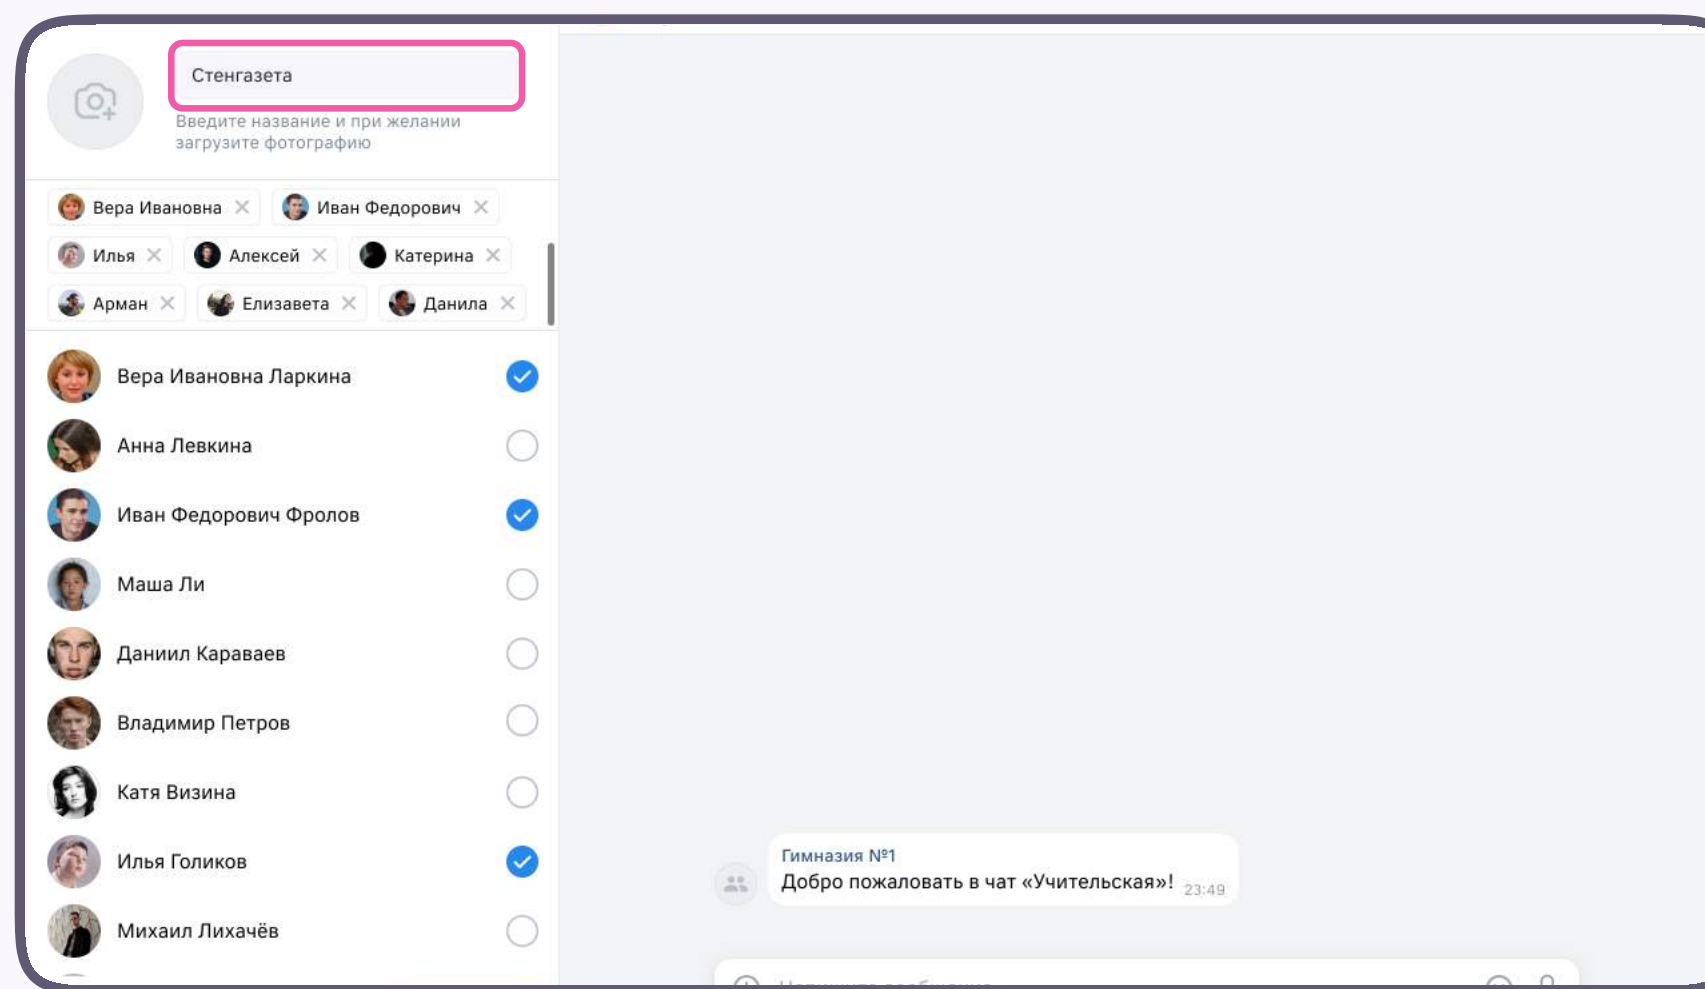 Стенгазета
Введите название и при желании
загрузите фотографию
Вера Ивановна Иван Федорович
Илья Алексей Катерина
Арман Елизавета Данила
Вера Ивановна Ларкина
Анна Левкина
Иван Федорович Фролов
Маша Ли
Даниил Караваев
Владимир Петров
Катя Визина
Илья Голиков
Михаил Лихачёв
Гимназия №1
Добро пожаловать в чат «Учительская»! 23:49